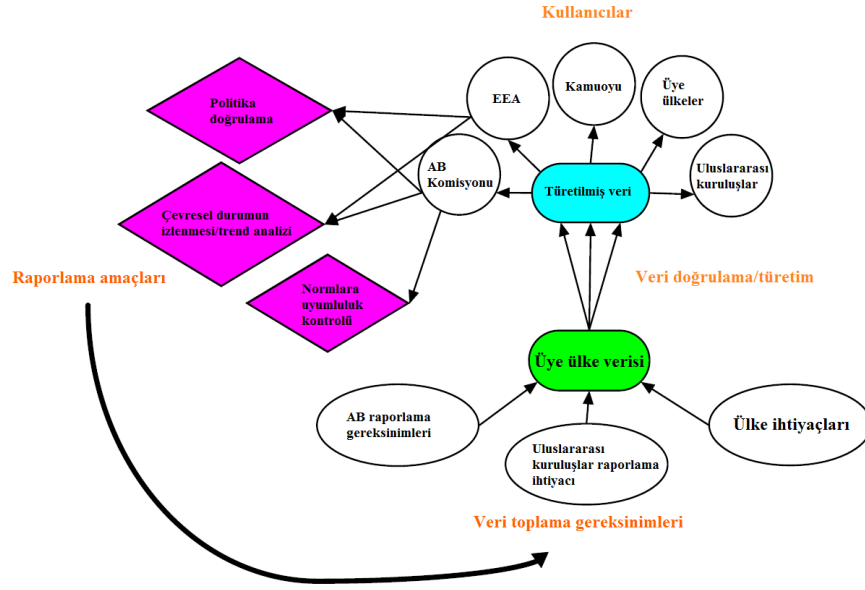 Kullanıcılar
Politika
doğrulama
EEA
Kamuoyu
Üye
ülkeler
AB
Komisyonu
Türetilmiş veri
Uluslararası
kuruluşlar
Çevresel durumun
izlenmesi/trend analizi
Raporlama amaçları
Veri doğrulama/türetim
Normlara
uyumluluk
kontrolü
Üye ülke verisi
AB raporlama
gereksinimleri
Uluslararası
kuruluşlar raporlama
ihtiyacı
Ülke ihtiyaçları
Veri toplama gereksinimleri